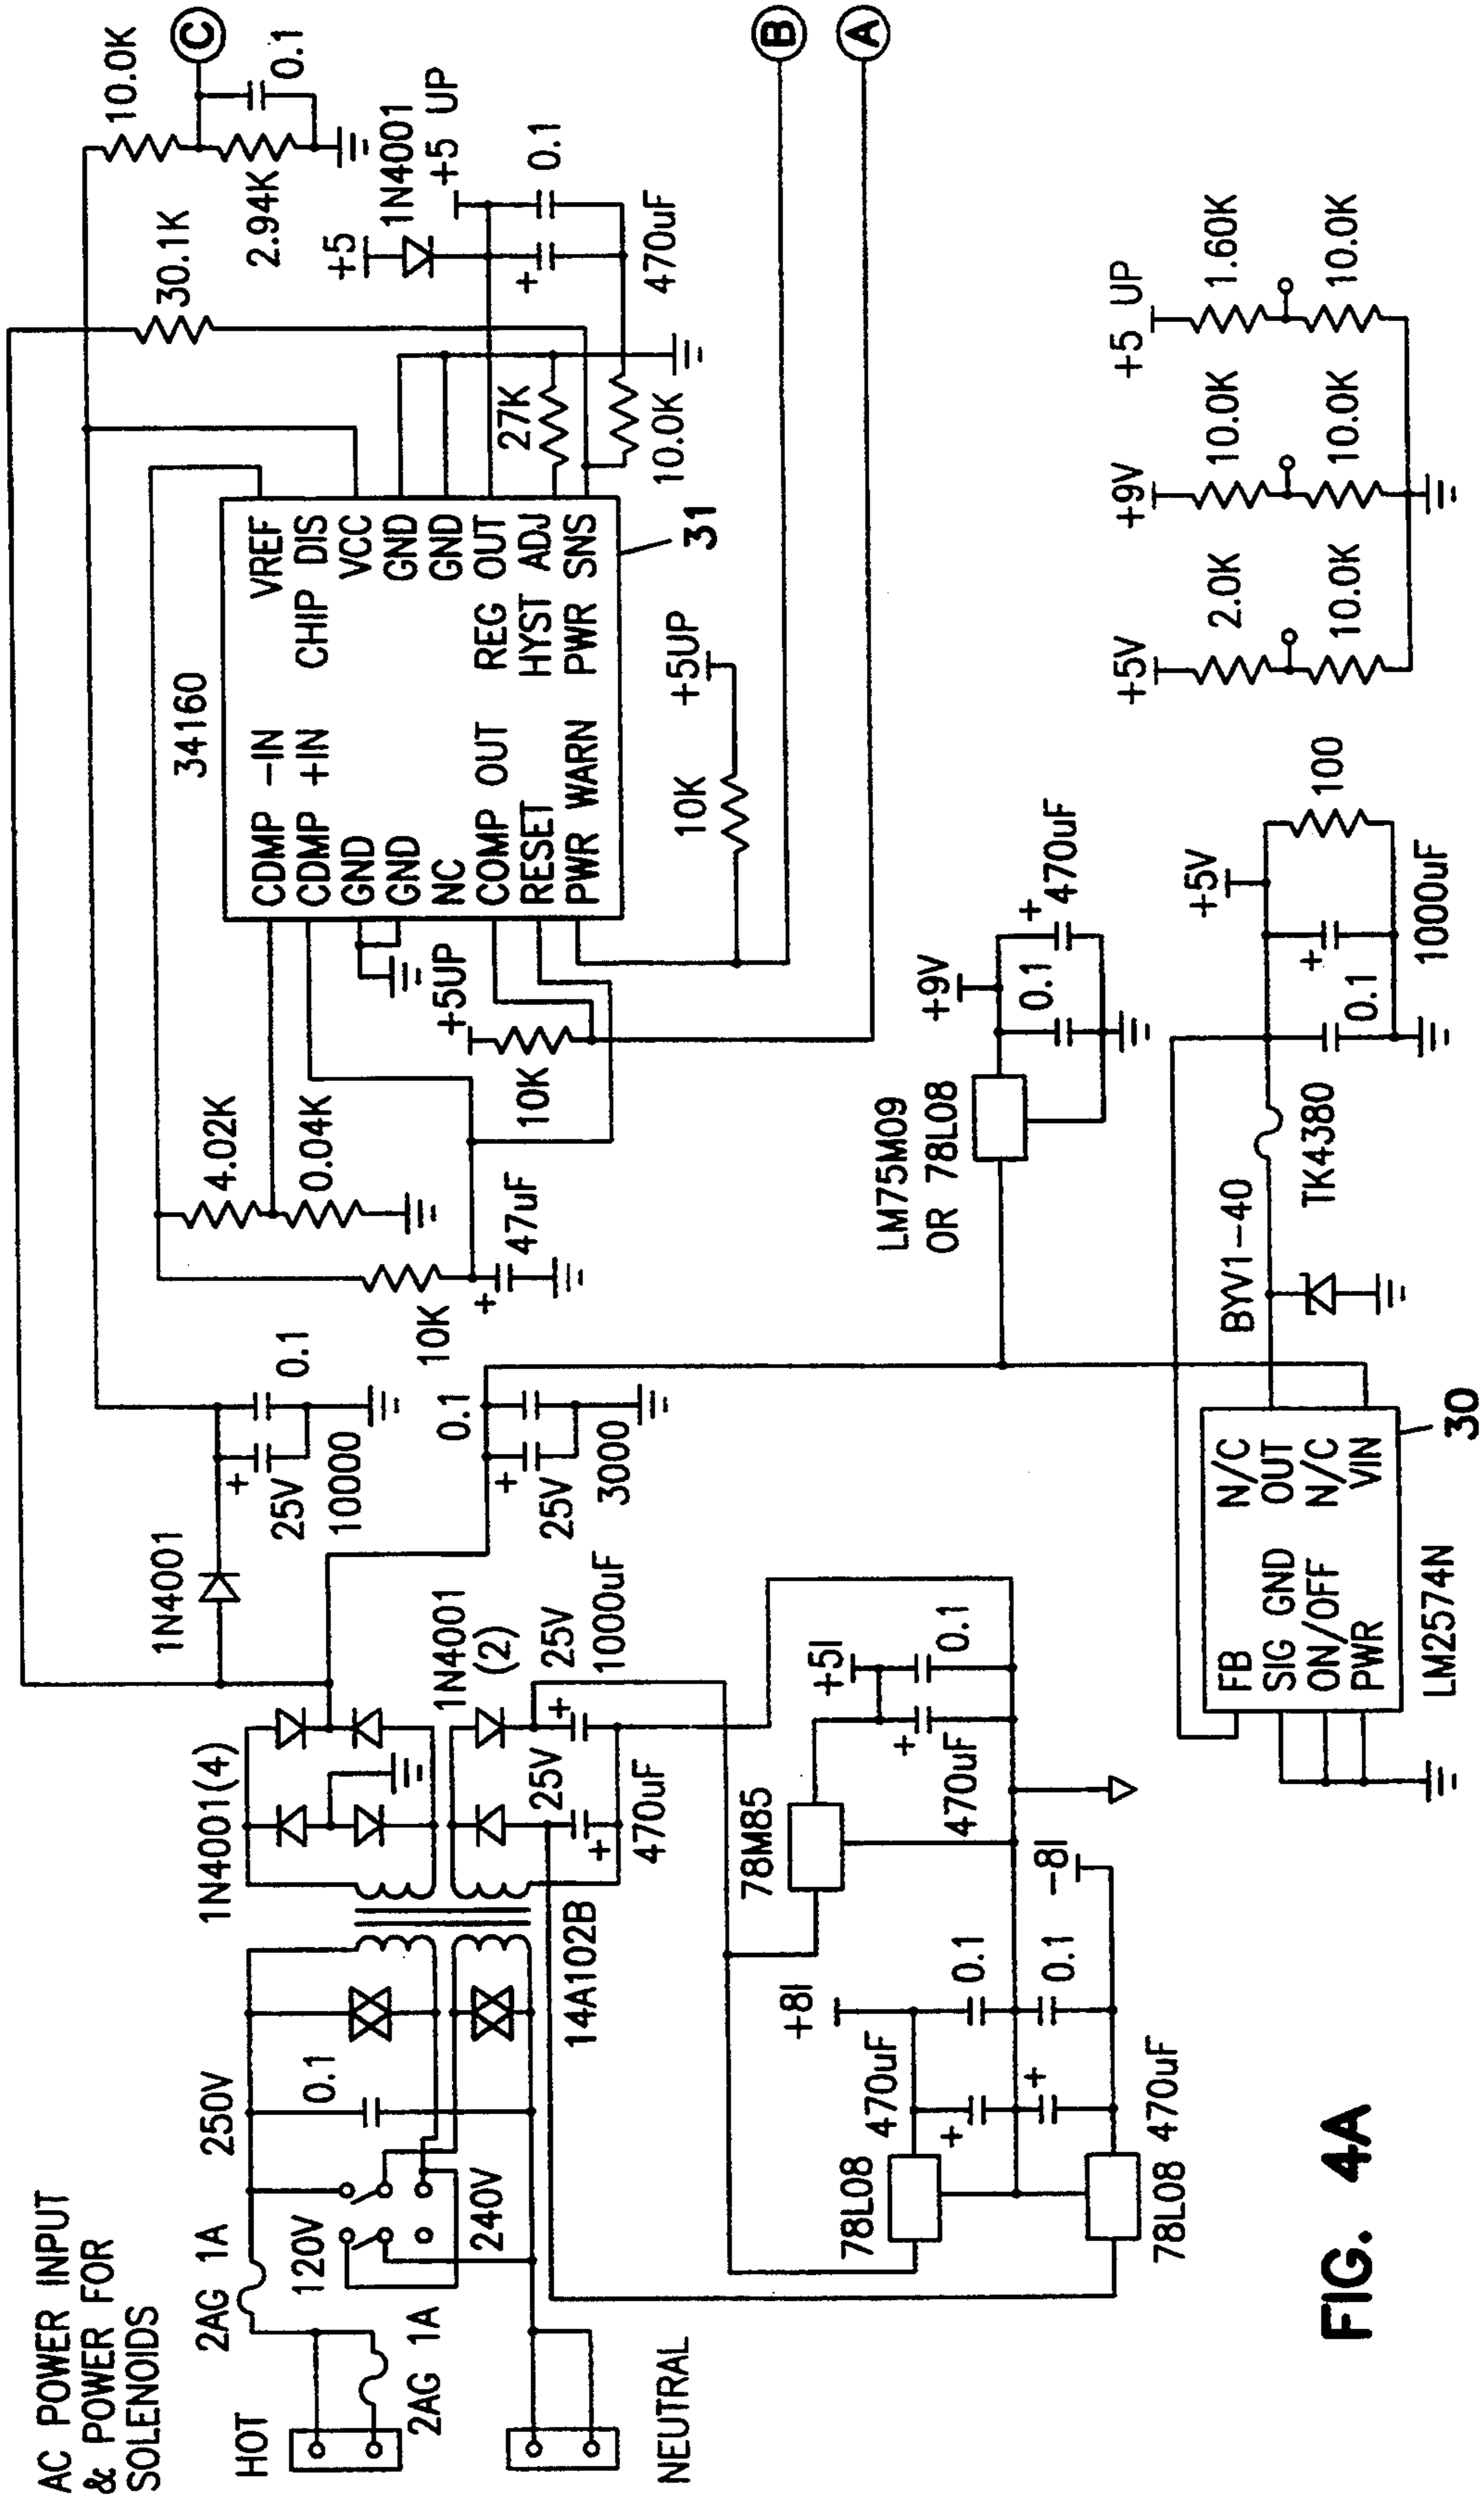 AC POWER INPUT
& POWER FOR
SOLENOIDS
HOT
2AG 1A
2AG 1A
NEUTRAL
120V
240V
250V
0.1
14A102B
1N4001(4)
1N4001
(2)
25V
1000uF
25V
470uF
1N4001
25V
10000
0.1
0.1
25V
3000
10K
47uF
4.02K
0.04K
+5UP
10K
34160
CDMP -IN
CDMP +IN
GND
GND
NC
COMP OUT
RESET
PWR WARN
VREF
CHIP DIS
VCC
GND
GND
REG OUT
HYST ADJ
PWR SNS
31
10K
+5UP
27K
10.0K
30.1K
10.0K
2.94K
0.1
C
+5
1N4001
+5 UP
0.1
470uF
+
B
A
78M85
+5I
470uF
0.1
+8I
78L08
470uF
0.1
0.1
-8I
78L08
470uF
LM75M09
OR 78L08
+9V
0.1
470uF
+
FB
SIG GND
ON/OFF
PWR
N/C
OUT
N/C
VIN
LM2574N
30
BYV1-40
TK4380
+5V
0.1
1000uF
+
100
+5V
2.0K
10.0K
+9V
10.0K
10.0K
+5 UP
1.60K
10.0K
FIG. 4A